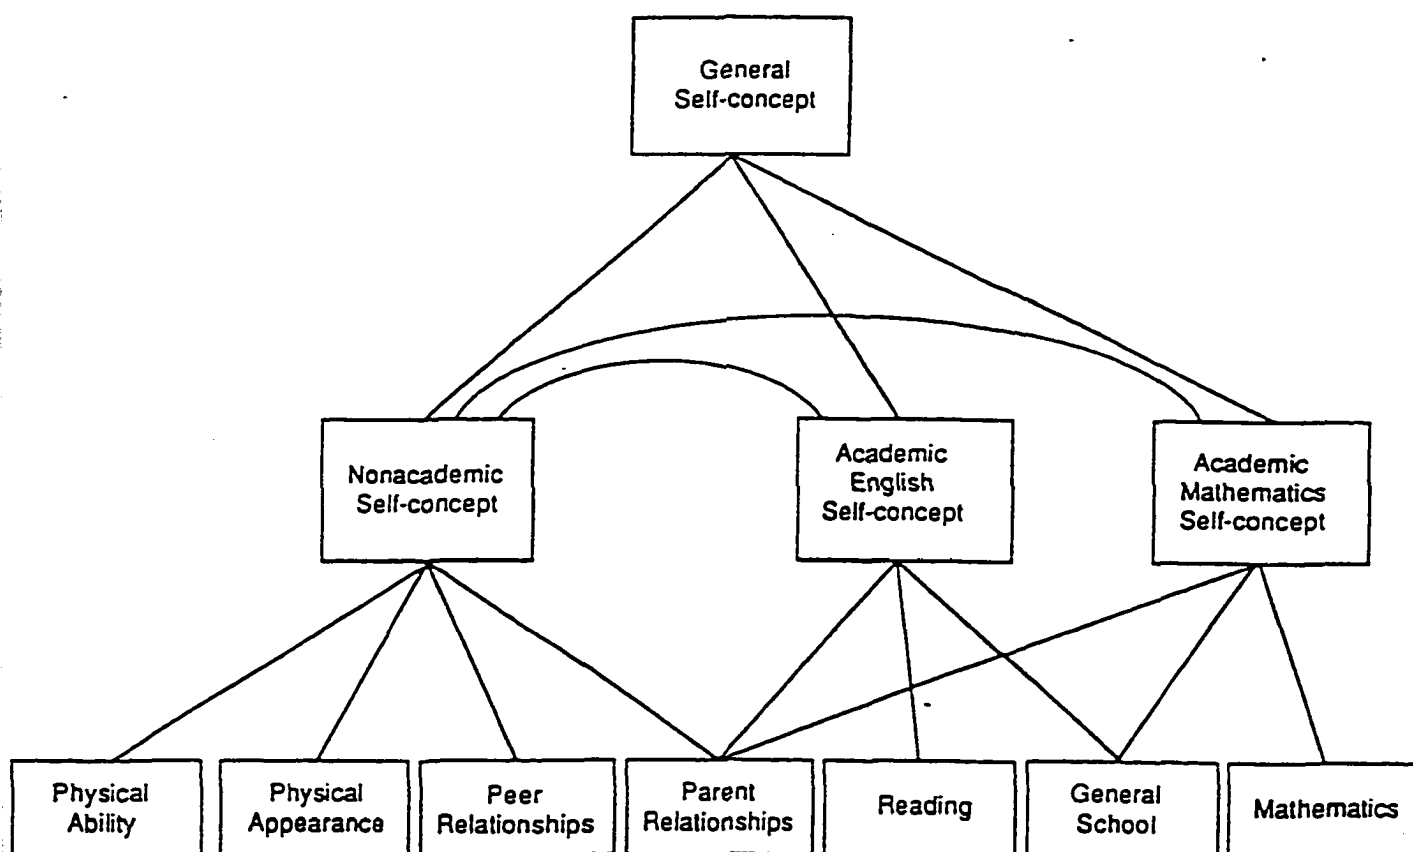 General
Self-concept
Nonacademic
Self-concept
Academic
English
Self-concept
Academic
Mathematics
Self-concept
Physical
Ability
Physical
Appearance
Peer
Relationships
Parent
Relationships
Reading
General
School
Mathematics